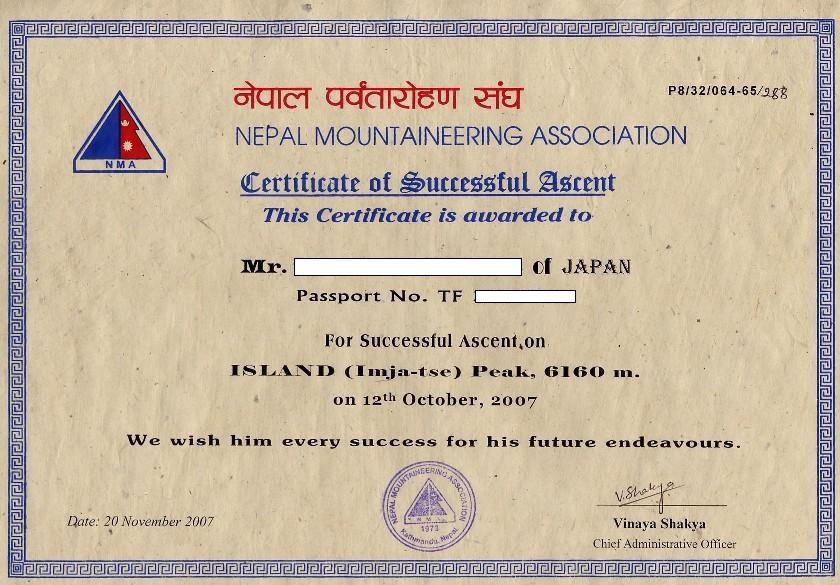 नेपाल पर्वतारोहण संघ
P8/32/064-65/288
NMA
NEPAL MOUNTAINEERING ASSOCIATION
Certificate of Successful Ascent
This Certificate is awarded to
Mr. of JAPAN
Passport No. TF
For Successful Ascent on
ISLAND (Imja-tse) Peak, 6160 m.
on 12th October, 2007
We wish him every success for his future endeavours.
NEPAL MOUNTAINEERING ASSOCIATION
NMA
1973
Kathmandu, Nepal
V.Shakya
Date: 20 November 2007
Vinaya Shakya
Chief Administrative Officer